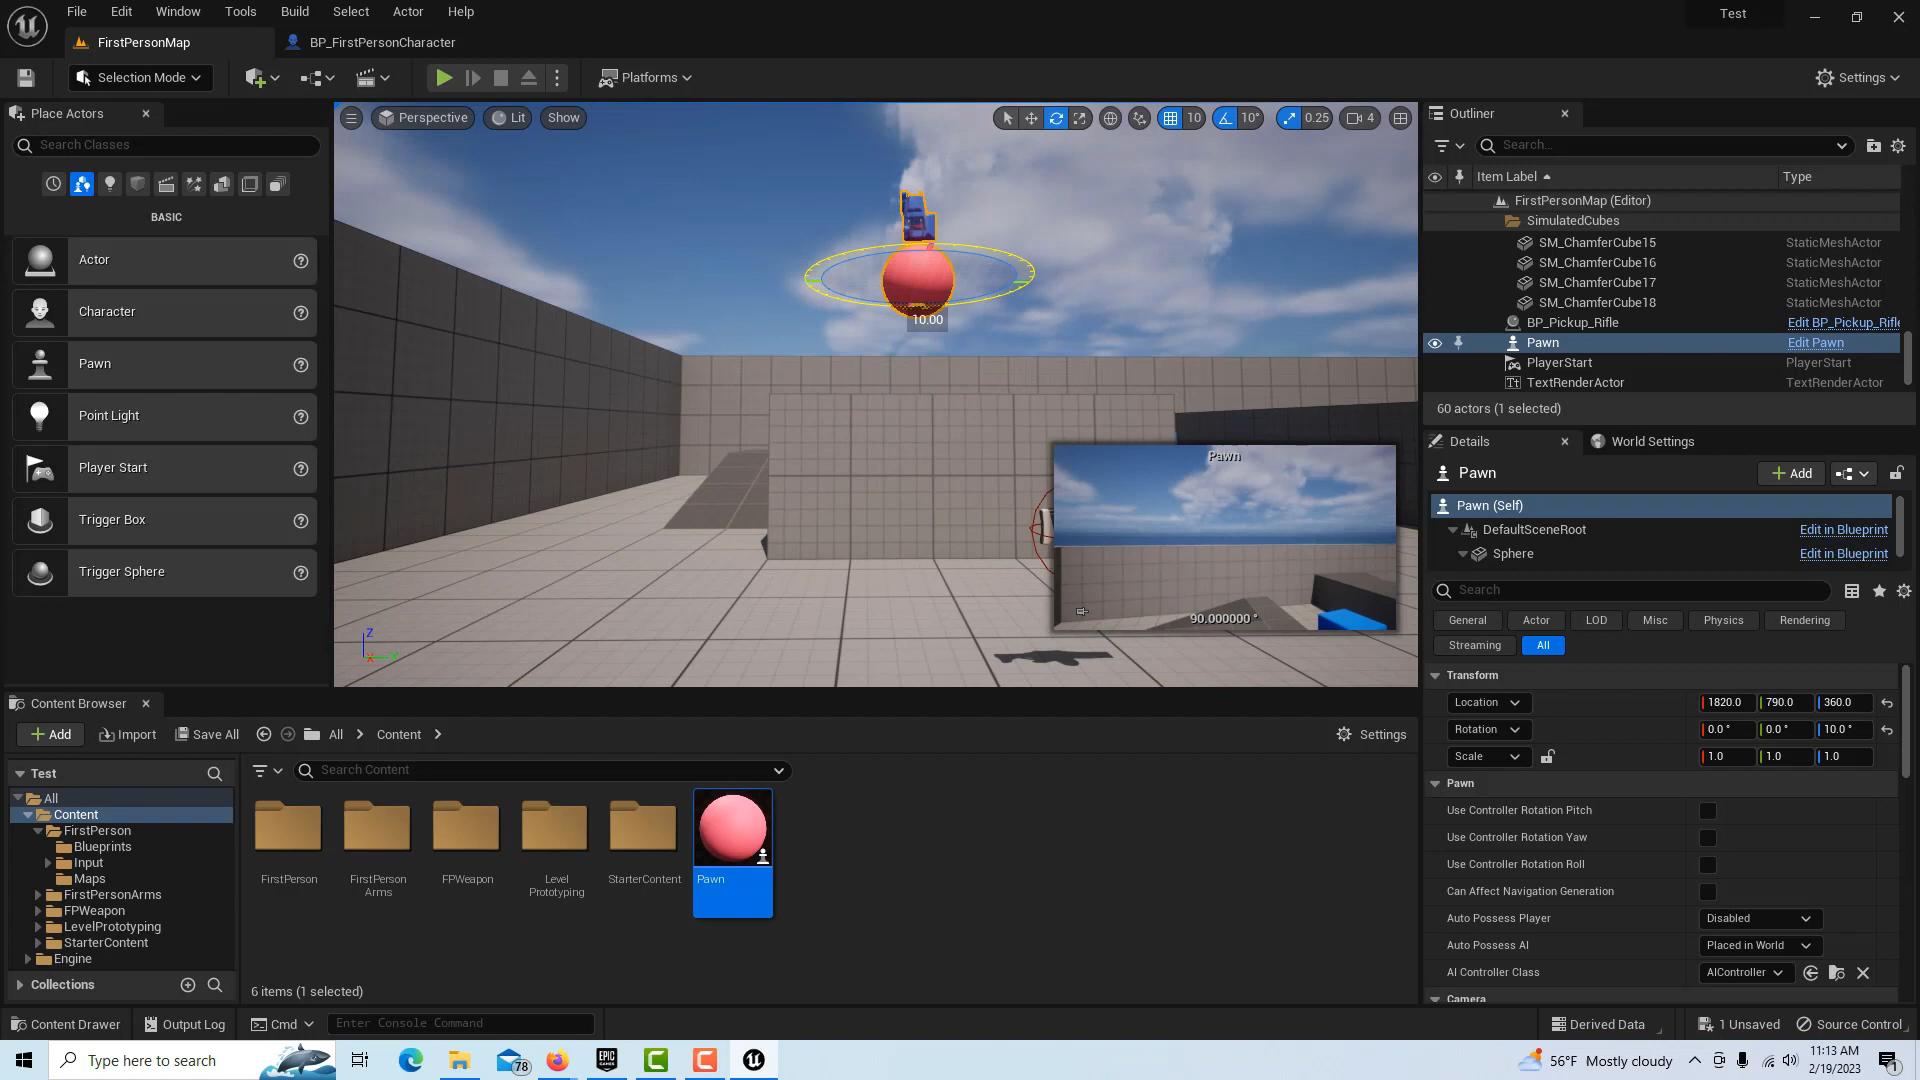 File Edit Window Tools Build Select Actor Help
Test
FirstPersonMap
BP_FirstPersonCharacter
Selection Mode
Platforms
Settings
Place Actors
Search Classes
BASIC
Actor
Character
Pawn
Point Light
Player Start
Trigger Box
Trigger Sphere
Perspective
Lit
Show
10
10°
0.25
4
10.00
Pawn
90.000000 °
Z
X
Y
Outliner
Search...
Item Label
Type
FirstPersonMap (Editor)
SimulatedCubes
SM_ChamferCube15 StaticMeshActor
SM_ChamferCube16 StaticMeshActor
SM_ChamferCube17 StaticMeshActor
SM_ChamferCube18 StaticMeshActor
BP_Pickup_Rifle Edit BP_Pickup_Rifle
Pawn Edit Pawn
PlayerStart PlayerStart
TextRenderActor TextRenderActor
60 actors (1 selected)
Details
World Settings
Pawn
Add
Pawn (Self)
DefaultSceneRoot Edit in Blueprint
Sphere Edit in Blueprint
Search
General Actor LOD Misc Physics Rendering
Streaming All
Transform
Location 1820.0 790.0 360.0
Rotation 0.0 ° 0.0 ° 10.0 °
Scale 1.0 1.0 1.0
Pawn
Use Controller Rotation Pitch
Use Controller Rotation Yaw
Use Controller Rotation Roll
Can Affect Navigation Generation
Auto Possess Player Disabled
Auto Possess AI Placed in World
AI Controller Class AIController
Camera
Content Browser
Add Import Save All All Content
Settings
Test
All
Content
FirstPerson
Blueprints
Input
Maps
FirstPersonArms
FPWeapon
LevelPrototyping
StarterContent
Engine
Collections
Search Content
FirstPerson
FirstPerson
Arms
FPWeapon
Level
Prototyping
StarterContent
Pawn
6 items (1 selected)
Content Drawer
Output Log
Cmd
Enter Console Command
Derived Data
1 Unsaved
Source Control
Type here to search
78
EPIC
GAMES
56°F Mostly cloudy
11:13 AM
2/19/2023
1